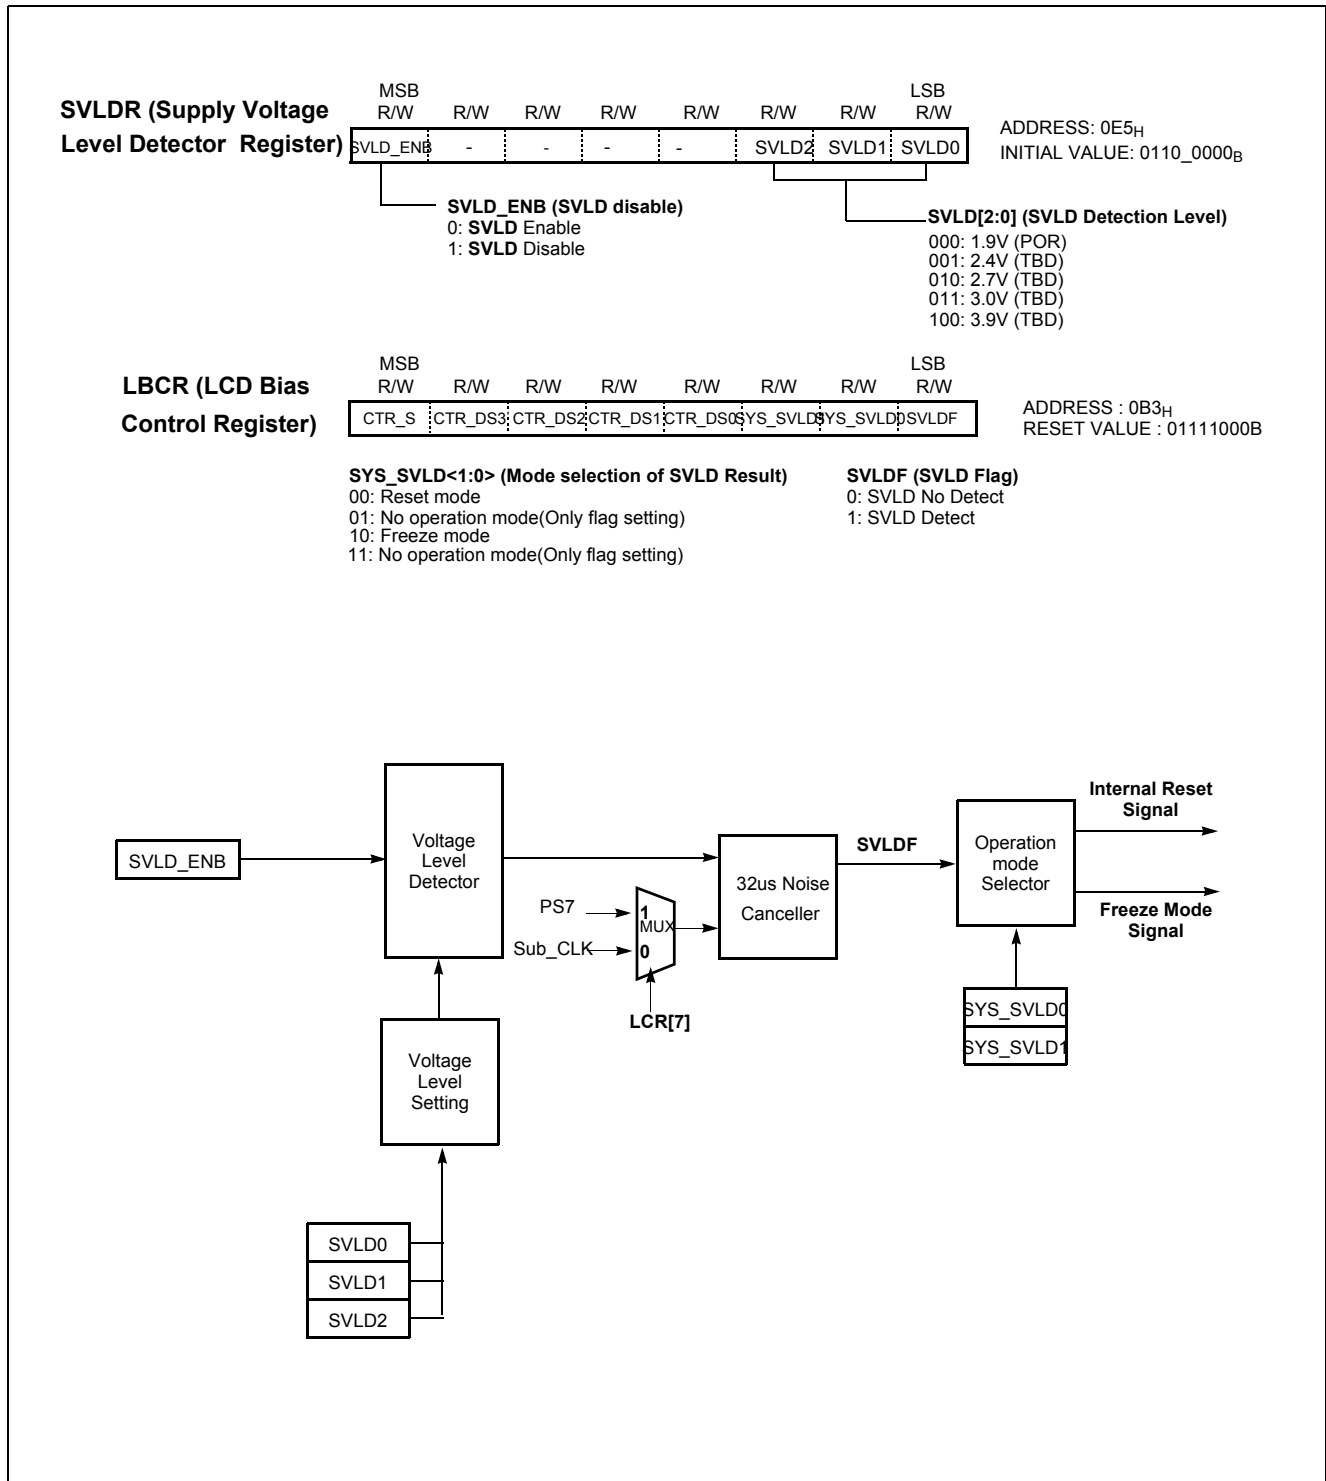 MSB LSB
SVLDR (Supply Voltage R/W R/W R/W R/W R/W R/W R/W R/W
Level Detector Register) SVLD_ENB - - - - SVLD2 SVLD1 SVLD0
ADDRESS: 0E5H
INITIAL VALUE: 0110_0000B
SVLD_ENB (SVLD disable)
0: SVLD Enable
1: SVLD Disable
SVLD[2:0] (SVLD Detection Level)
000: 1.9V (POR)
001: 2.4V (TBD)
010: 2.7V (TBD)
011: 3.0V (TBD)
100: 3.9V (TBD)
MSB LSB
LBCR (LCD Bias R/W R/W R/W R/W R/W R/W R/W R/W
Control Register) CTR_S CTR_DS3 CTR_DS2 CTR_DS1 CTR_DS0 SYS_SVLD1 SYS_SVLD0 SVLDF
ADDRESS : 0B3H
RESET VALUE : 01111000B
SYS_SVLD<1:0> (Mode selection of SVLD Result)
00: Reset mode
01: No operation mode(Only flag setting)
10: Freeze mode
11: No operation mode(Only flag setting)
SVLDF (SVLD Flag)
0: SVLD No Detect
1: SVLD Detect
SVLD_ENB
Voltage
Level
Detector
PS7
Sub_CLK
1
MUX
0
LCR[7]
32us Noise
Canceller
SVLDF
Operation
mode
Selector
Internal Reset
Signal
Freeze Mode
Signal
SYS_SVLD0
SYS_SVLD1
Voltage
Level
Setting
SVLD0
SVLD1
SVLD2